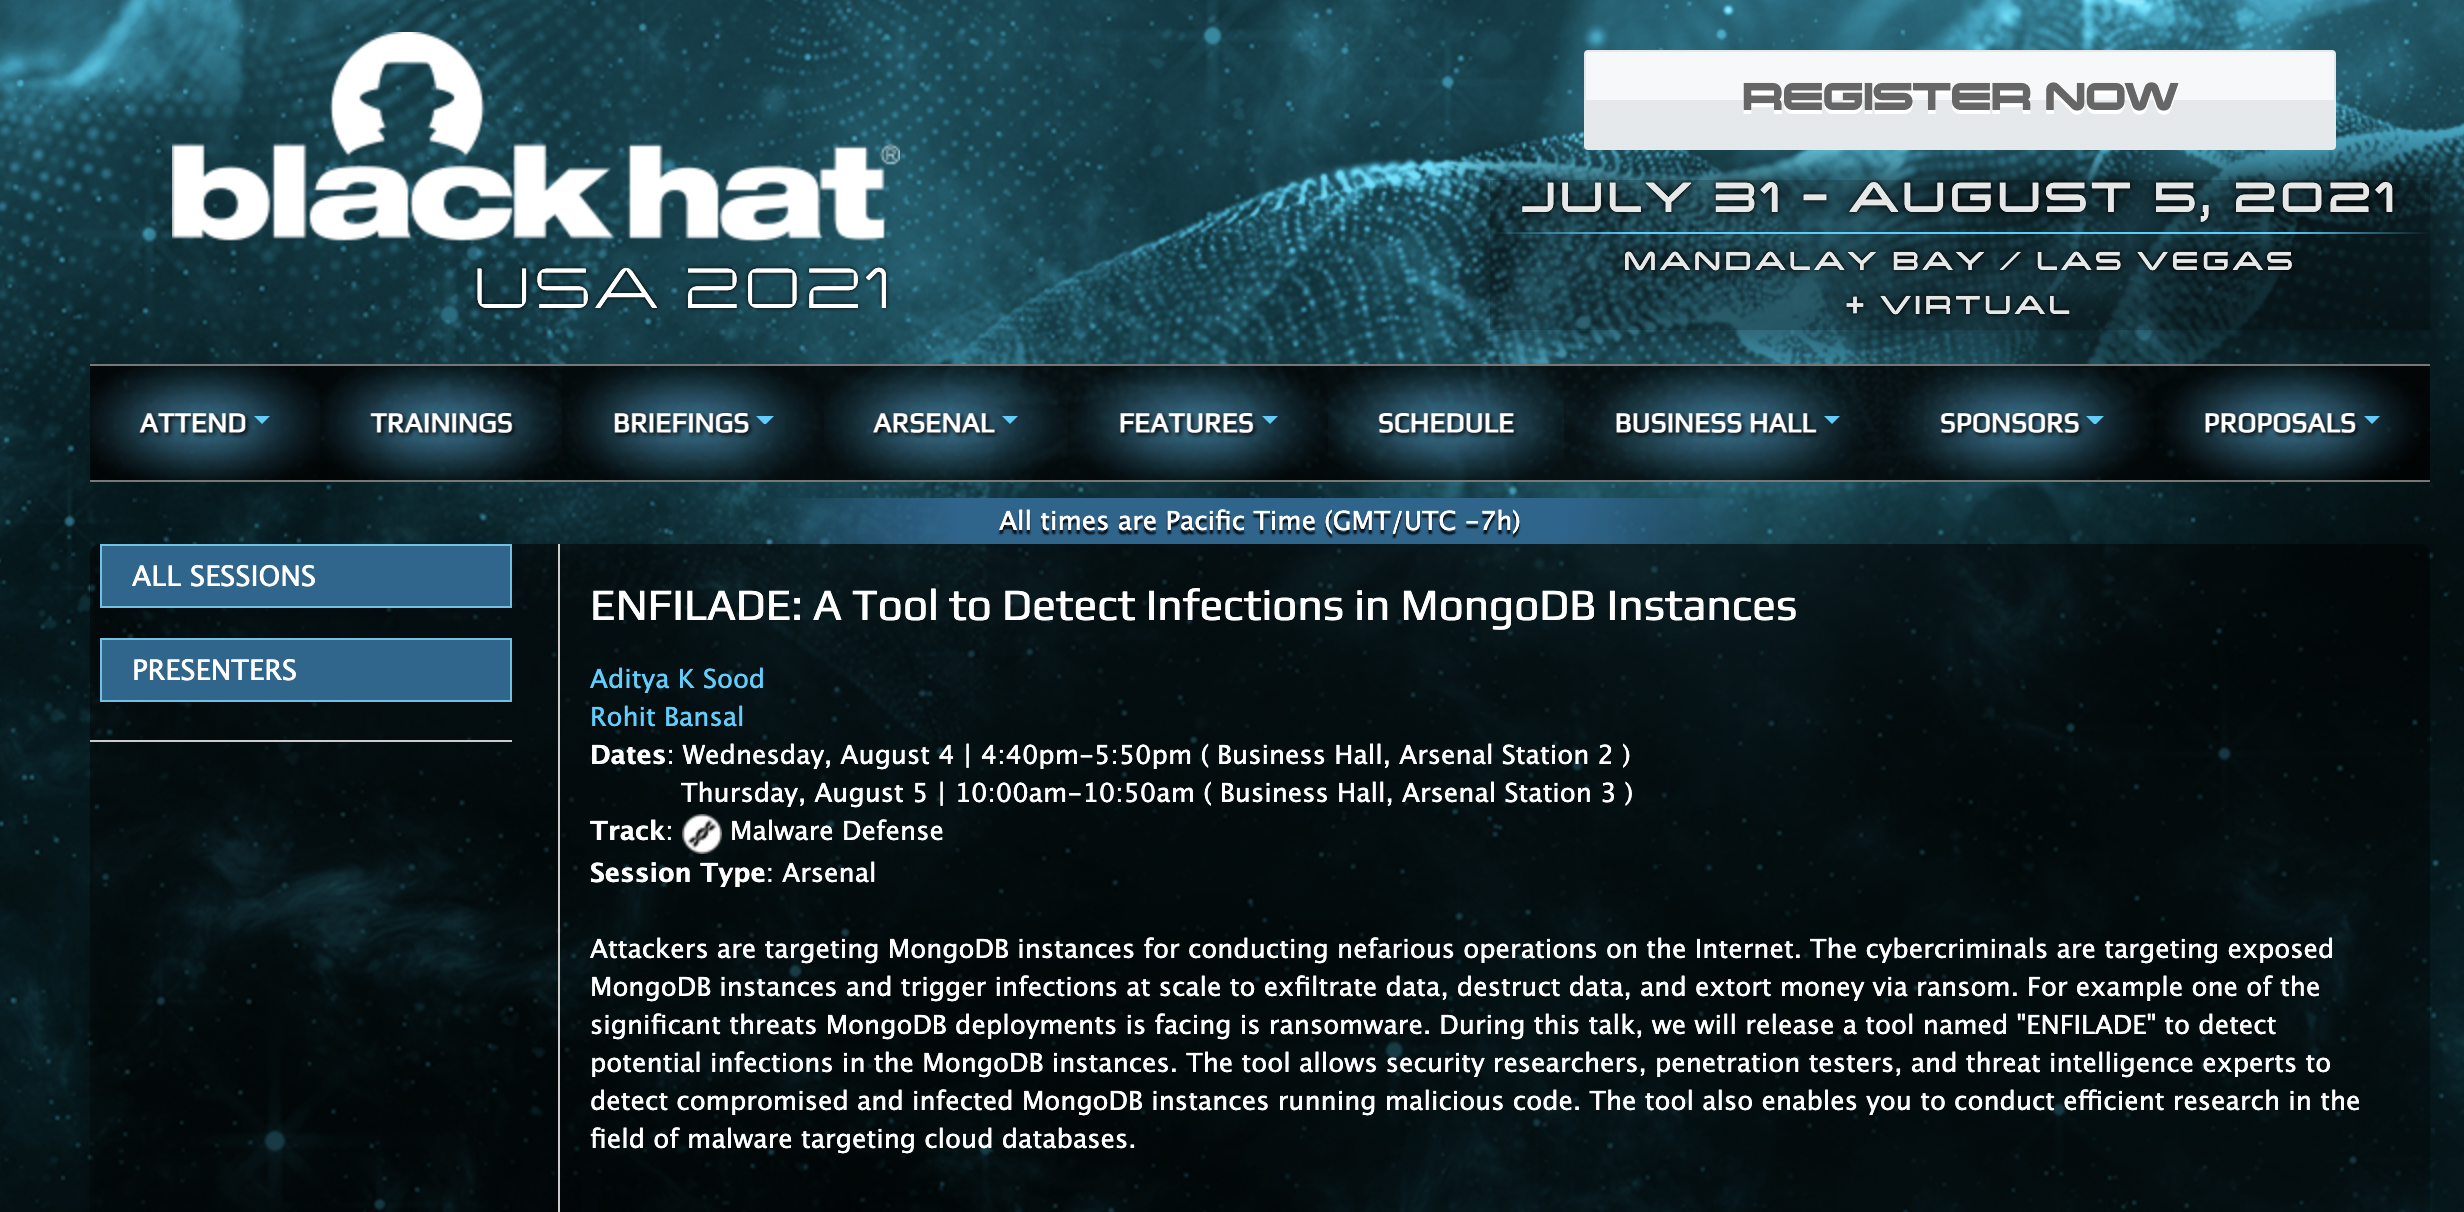 blackhat®
USA 2021
REGISTER NOW
JULY 31 - AUGUST 5, 2021
MANDALAY BAY / LAS VEGAS
+ VIRTUAL
ATTEND TRAININGS BRIEFINGS ARSENAL FEATURES SCHEDULE BUSINESS HALL SPONSORS PROPOSALS
All times are Pacific Time (GMT/UTC -7h)
ALL SESSIONS
PRESENTERS
ENFILADE: A Tool to Detect Infections in MongoDB Instances
Aditya K Sood
Rohit Bansal
Dates: Wednesday, August 4 | 4:40pm-5:50pm ( Business Hall, Arsenal Station 2 )
Thursday, August 5 | 10:00am-10:50am ( Business Hall, Arsenal Station 3 )
Track: Malware Defense
Session Type: Arsenal
Attackers are targeting MongoDB instances for conducting nefarious operations on the Internet. The cybercriminals are targeting exposed
MongoDB instances and trigger infections at scale to exfiltrate data, destruct data, and extort money via ransom. For example one of the
significant threats MongoDB deployments is facing is ransomware. During this talk, we will release a tool named "ENFILADE" to detect
potential infections in the MongoDB instances. The tool allows security researchers, penetration testers, and threat intelligence experts to
detect compromised and infected MongoDB instances running malicious code. The tool also enables you to conduct efficient research in the
field of malware targeting cloud databases.